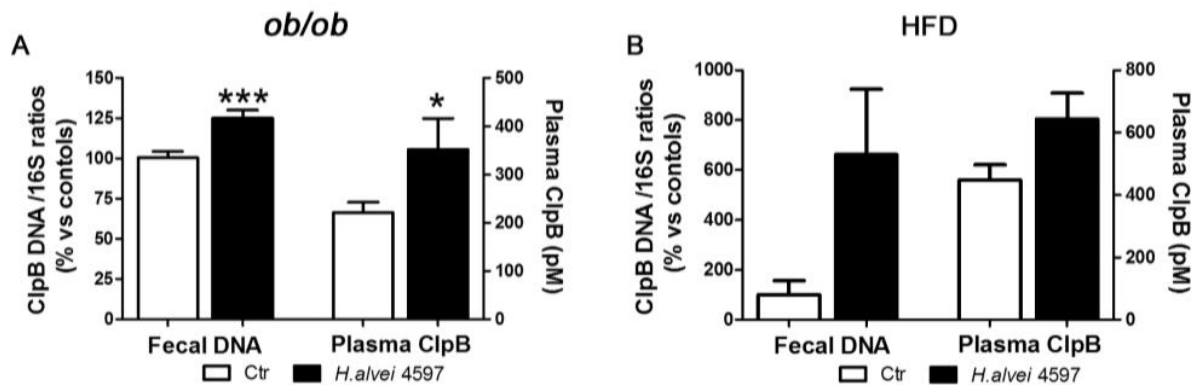 ob/ob
A
ClpB DNA /16S ratios
(% vs contols)
150
125
100
75
50
25
0
***
*
500
400
300
200
100
0
Plasma ClpB (pM)
Fecal DNA
Plasma ClpB
Ctr
H.alvei 4597
HFD
B
ClpB DNA /16S ratios
(% vs contols)
1000
800
600
400
200
0
800
600
400
200
0
Plasma ClpB (pM)
Fecal DNA
Plasma ClpB
Ctr
H.alvei 4597